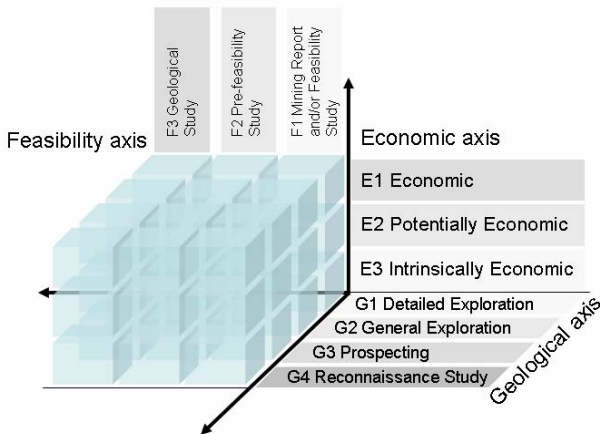 F3 Geological
Study
F2 Pre-feasibility
Study
F1 Mining Report
and/or Feasibility
Study
Feasibility axis
Economic axis
E1 Economic
E2 Potentially Economic
E3 Intrinsically Economic
G1 Detailed Exploration
G2 General Exploration
G3 Prospecting
G4 Reconnaissance Study
Geological axis